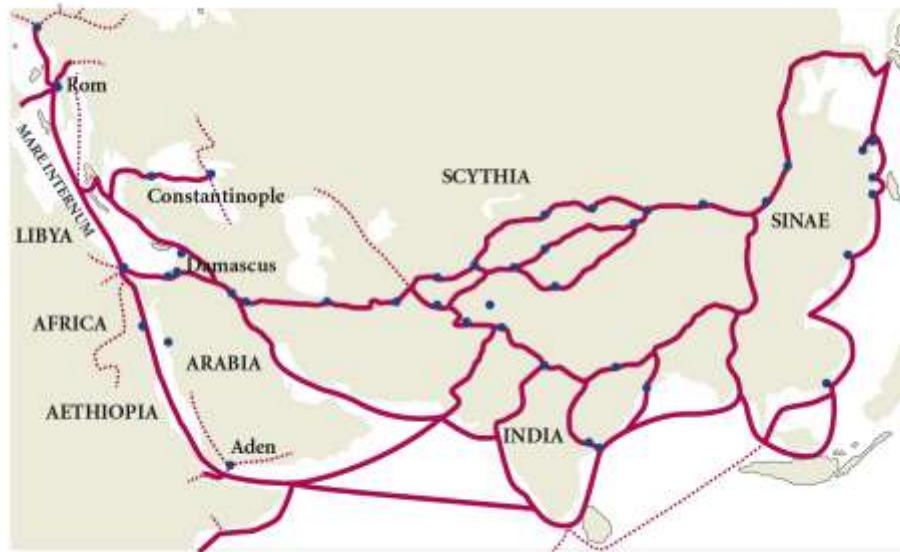 Rom
MARE INTERNUM
Constantinople
SCYTHIA
LIBYA
SINAE
Damascus
AFRICA
ARABIA
AETHIOPIA
Aden
INDIA